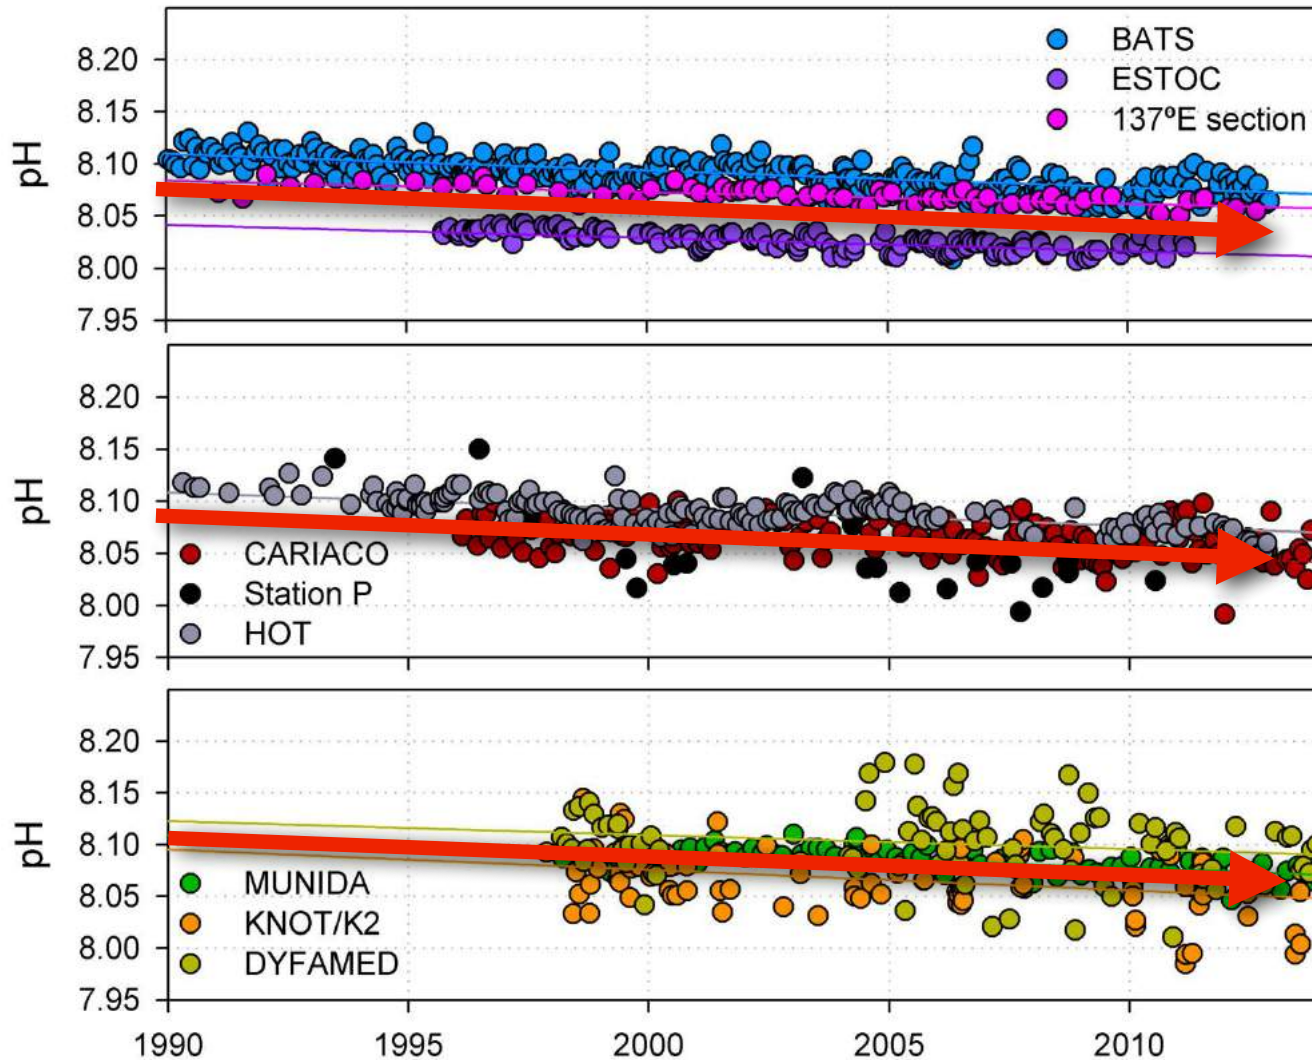 BATS
ESTOC
137ºE section
pH
8.20
8.15
8.10
8.05
8.00
7.95
CARIACO
Station P
HOT
pH
8.20
8.15
8.10
8.05
8.00
7.95
MUNIDA
KNOT/K2
DYFAMED
pH
8.20
8.15
8.10
8.05
8.00
7.95
1990 1995 2000 2005 2010